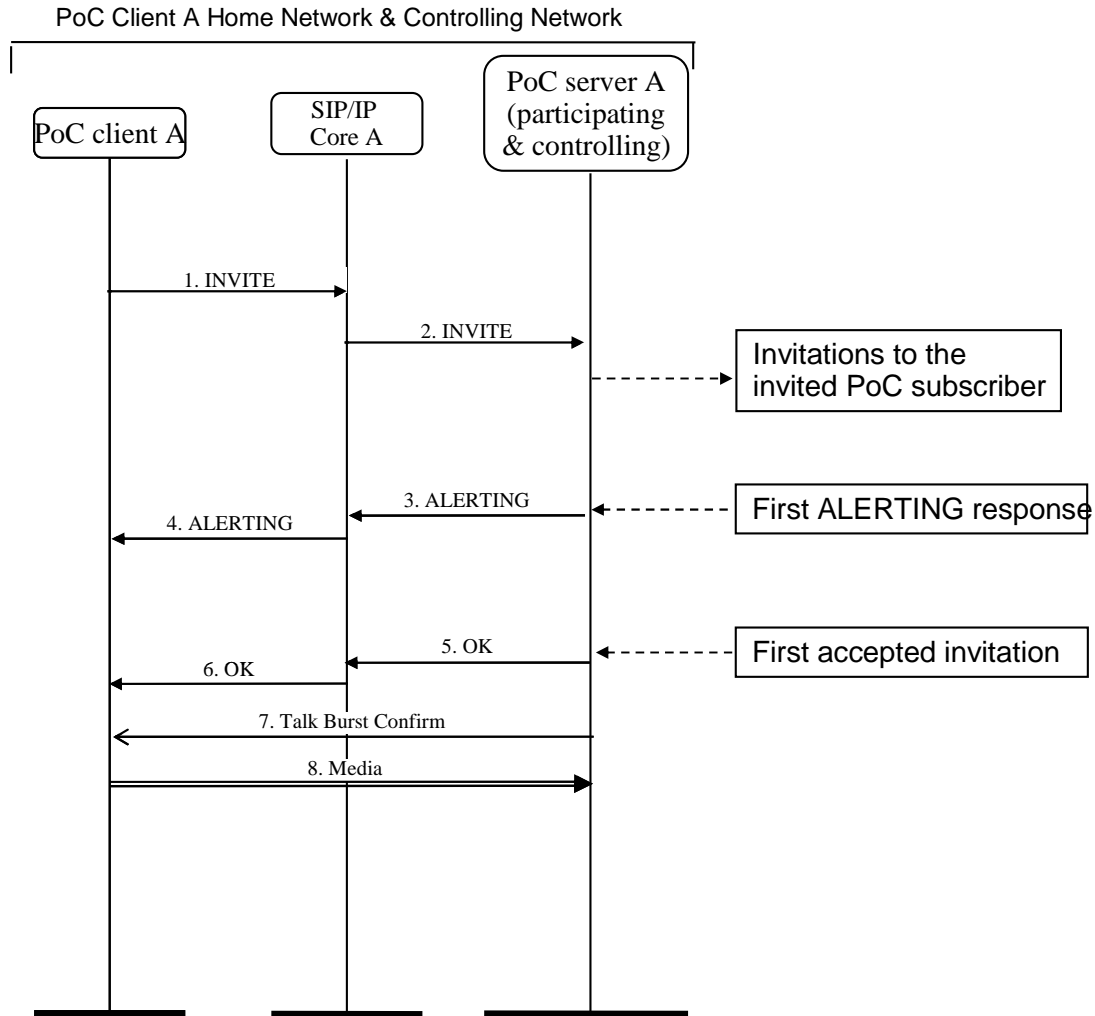 PoC Client A Home Network & Controlling Network
PoC client A
SIP/IP
Core A
PoC server A
(participating
& controlling)
1. INVITE
2. INVITE
Invitations to the
invited PoC subscriber
3. ALERTING
First ALERTING response
4. ALERTING
5. OK
First accepted invitation
6. OK
7. Talk Burst Confirm
8. Media